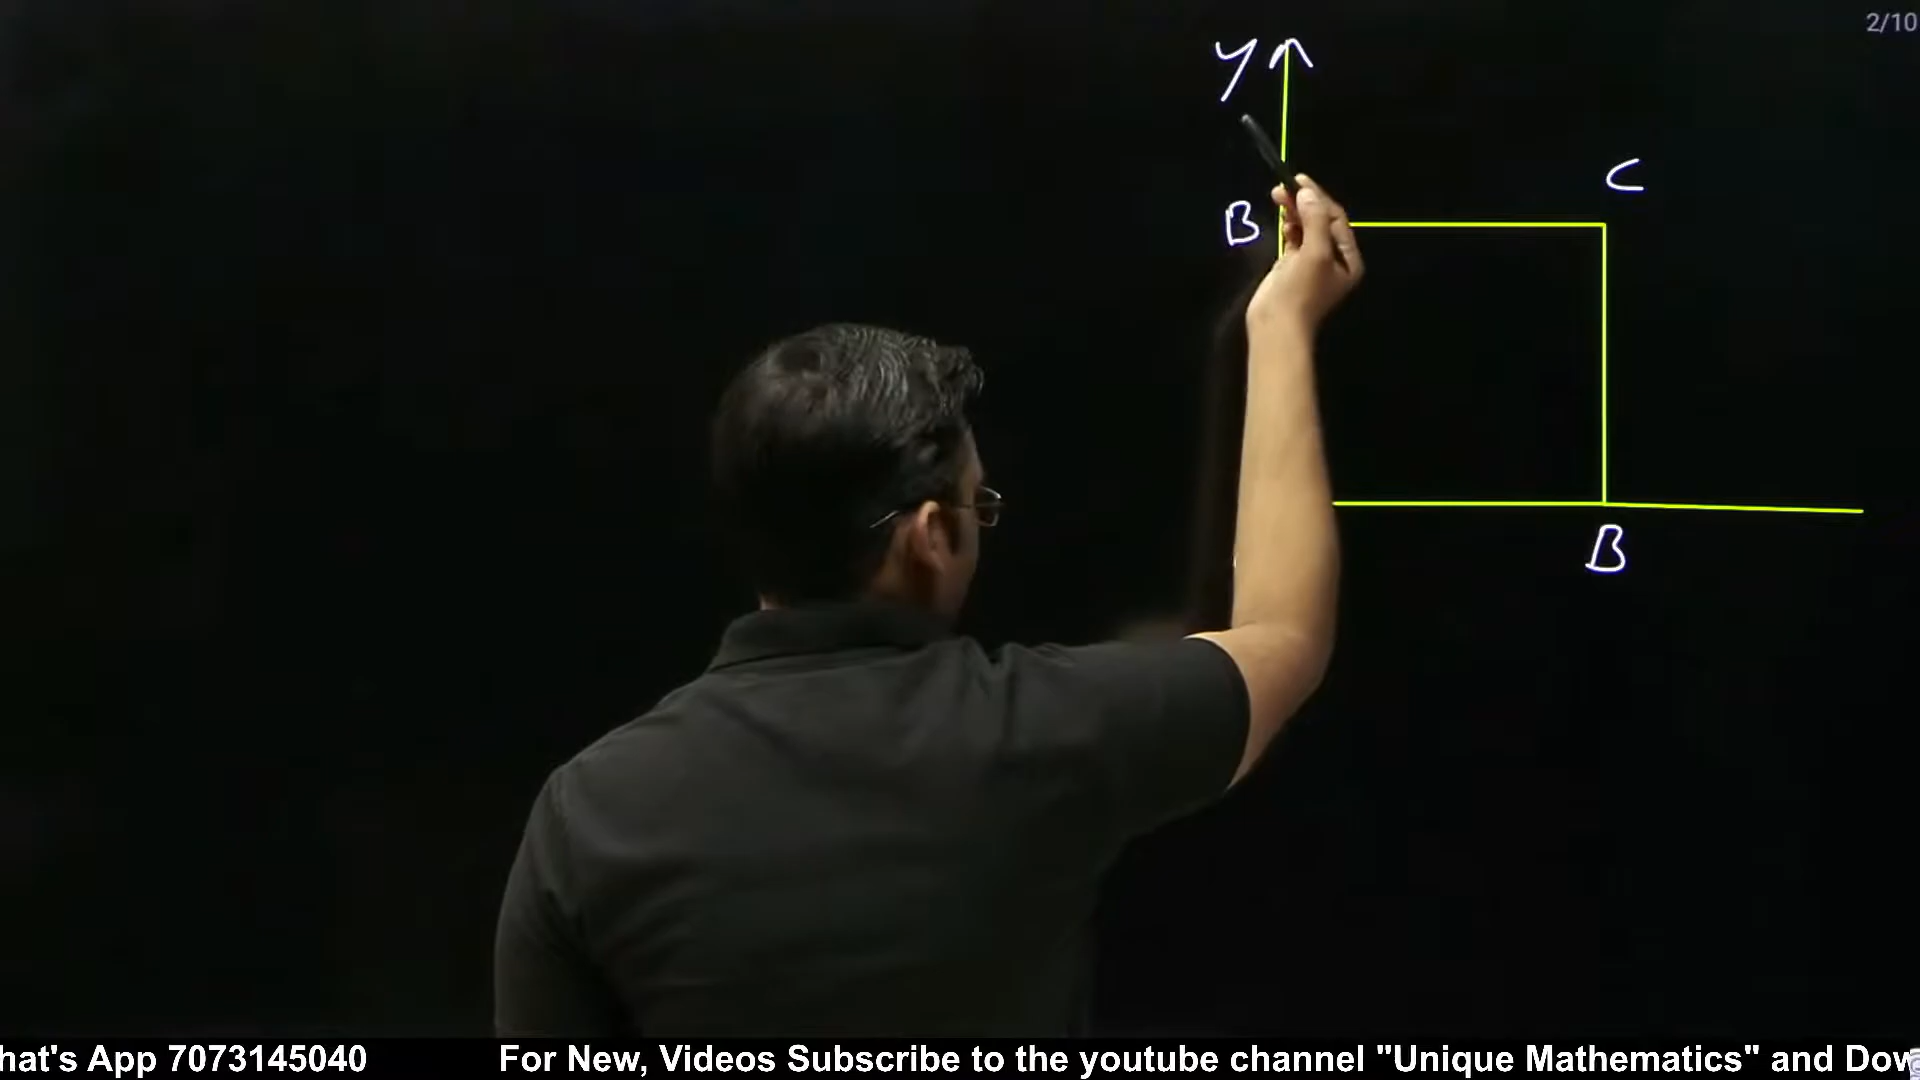 2/10
Y
C
B
B
hat's App 7073145040 For New, Videos Subscribe to the youtube channel "Unique Mathematics" and Dow